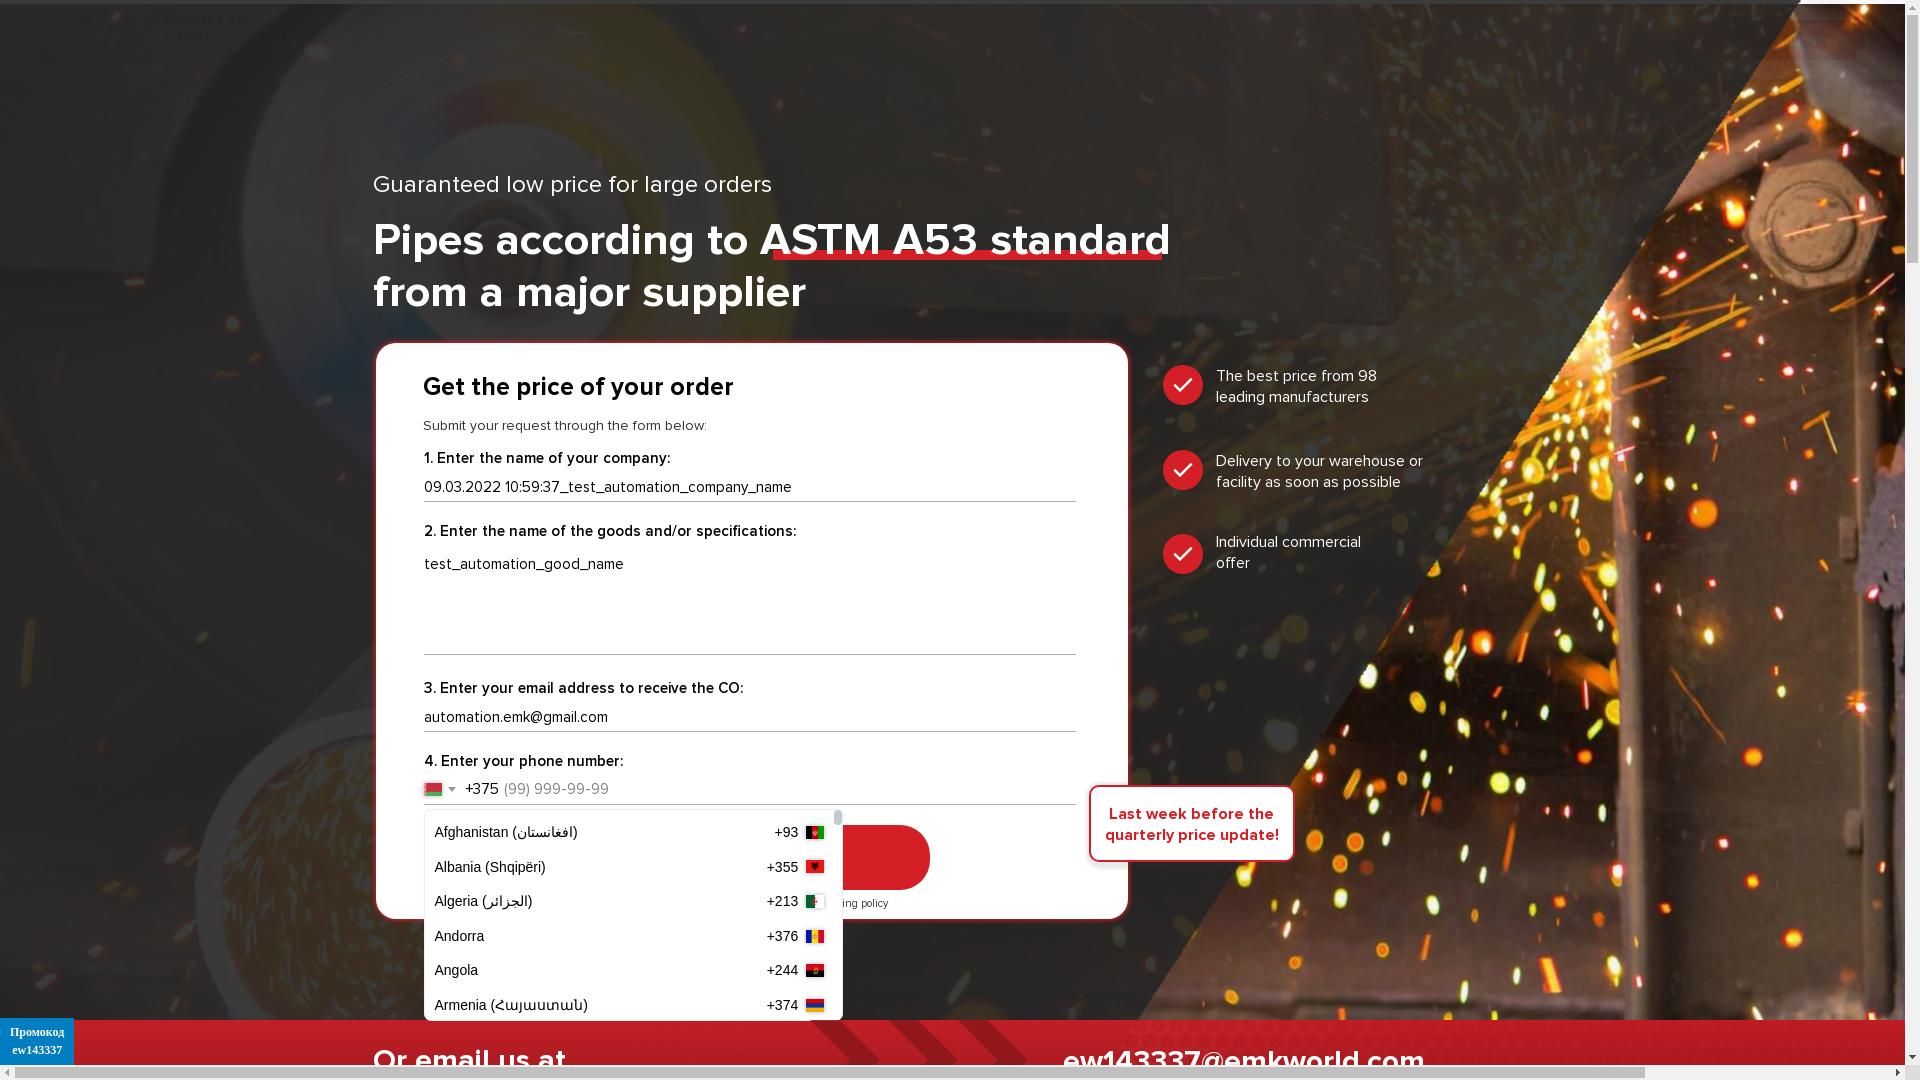 Guaranteed low price for large orders
Pipes according to ASTM A53 standard
from a major supplier
Get the price of your order
Submit your request through the form below:
1. Enter the name of your company:
09.03.2022 10:59:37_test_automation_company_name
2. Enter the name of the goods and/or specifications:
test_automation_good_name
3. Enter your email address to receive the CO:
automation.emk@gmail.com
4. Enter your phone number:
+375 (99) 999-99-99
Afghanistan (‫افغانستان‬‎) +93
Albania (Shqipëri) +355
Algeria (‫الجزائر‬‎) +213
Andorra +376
Angola +244
Armenia (Հայաստան) +374
ing policy
The best price from 98
leading manufacturers
Delivery to your warehouse or
facility as soon as possible
Individual commercial
offer
Last week before the
quarterly price update!
Промокод
ew143337
Or email us at
ew143337@emkworld.com